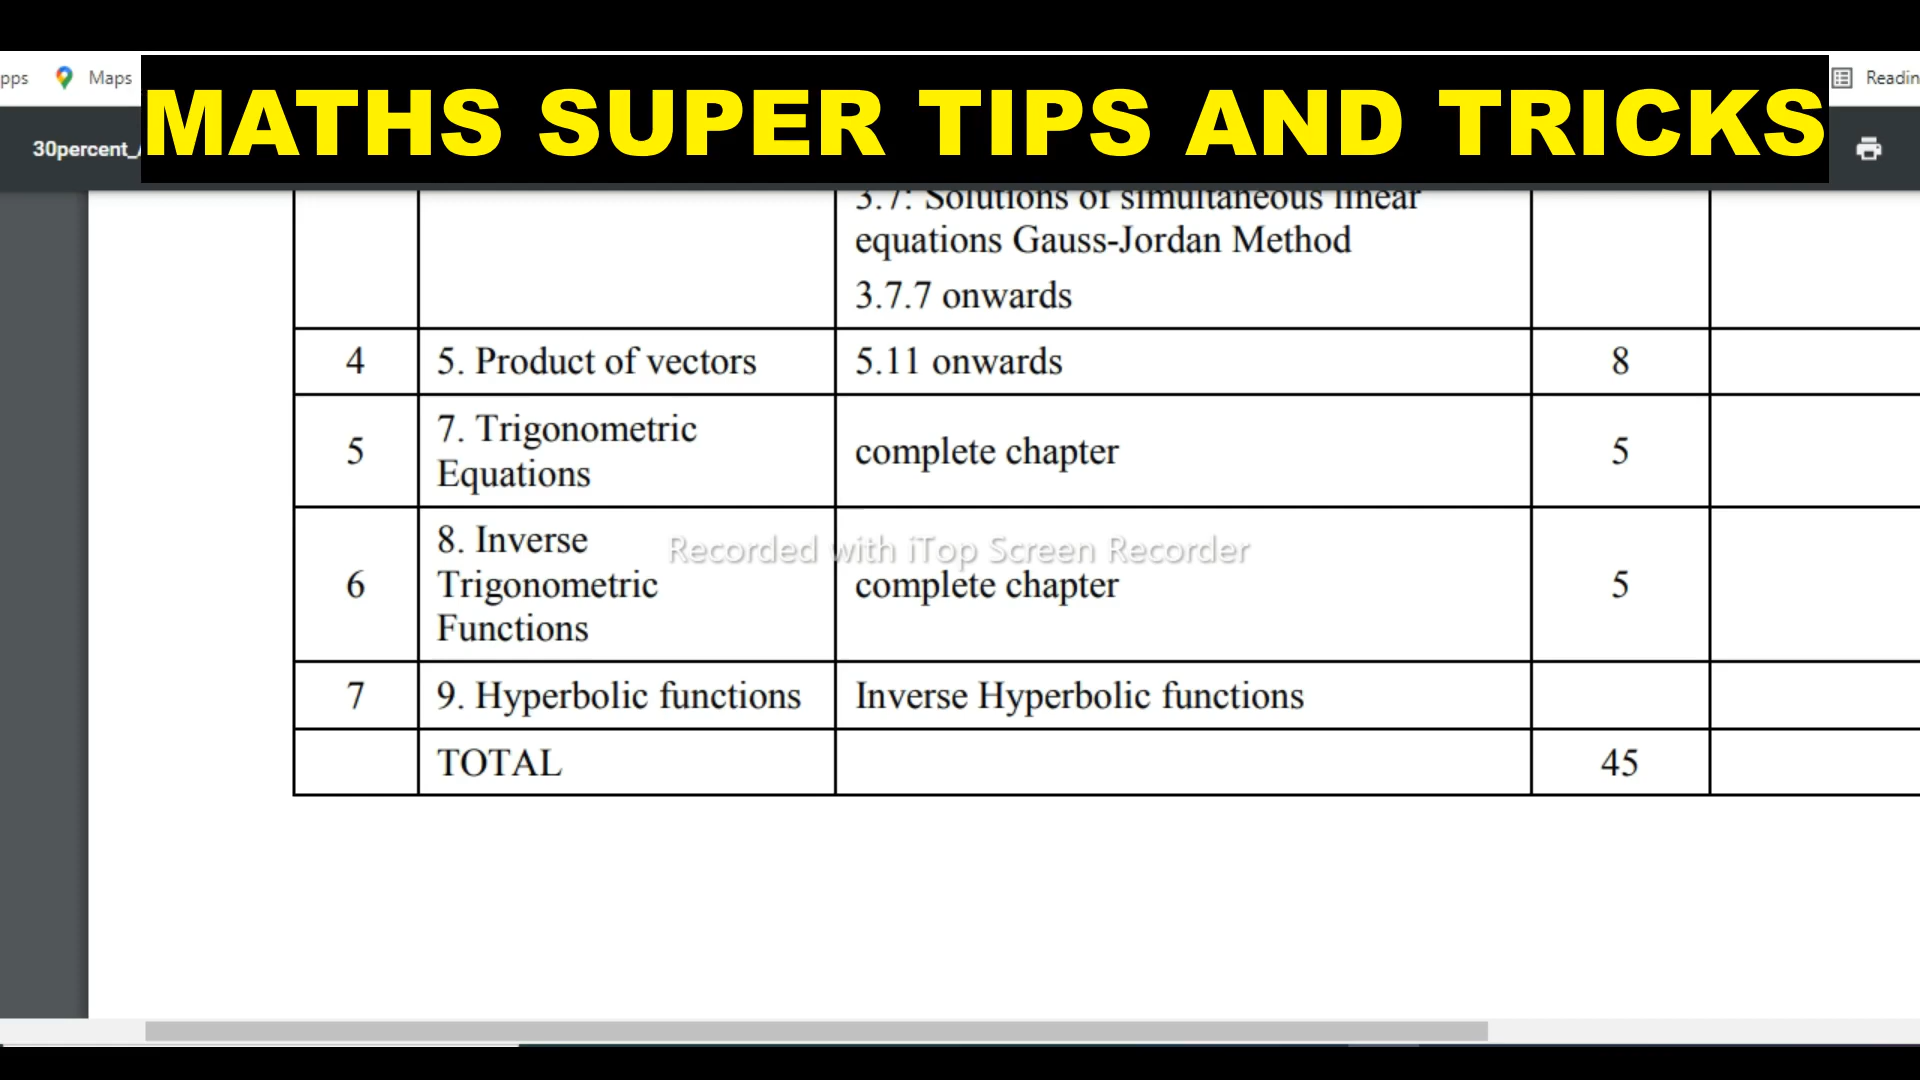 pps Maps
MATHS SUPER TIPS AND TRICKS
Readin
30percent_
3.7: Solutions of simultaneous linear
equations Gauss-Jordan Method
3.7.7 onwards
4 5. Product of vectors 5.11 onwards 8
7. Trigonometric
Equations
5 complete chapter 5
8. Inverse
Trigonometric
Functions
6 complete chapter 5
Recorded with iTop Screen Recorder
7 9. Hyperbolic functions Inverse Hyperbolic functions
TOTAL 45